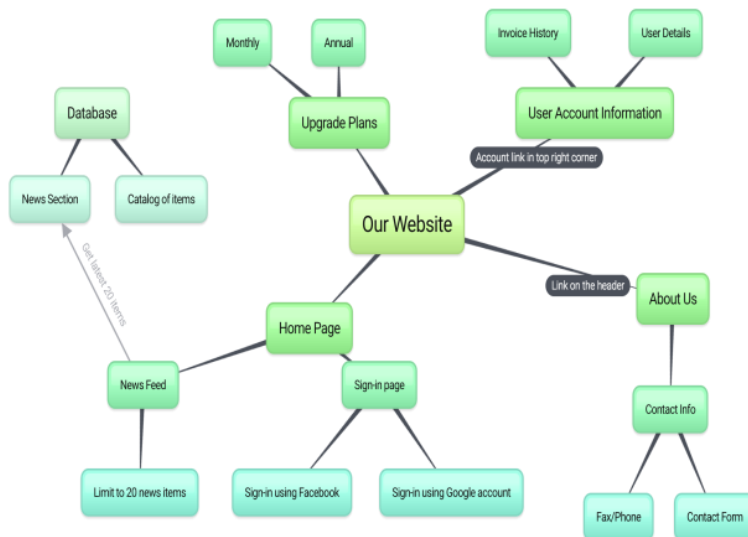 Monthly
Annual
Invoice History
User Details
Database
Upgrade Plans
User Account Information
Account link in top right corner
News Section
Catalog of items
Our Website
Get latest 20 items
Link on the header
About Us
Home Page
News Feed
Sign-in page
Contact Info
Limit to 20 news items
Sign-in using Facebook
Sign-in using Google account
Fax/Phone
Contact Form